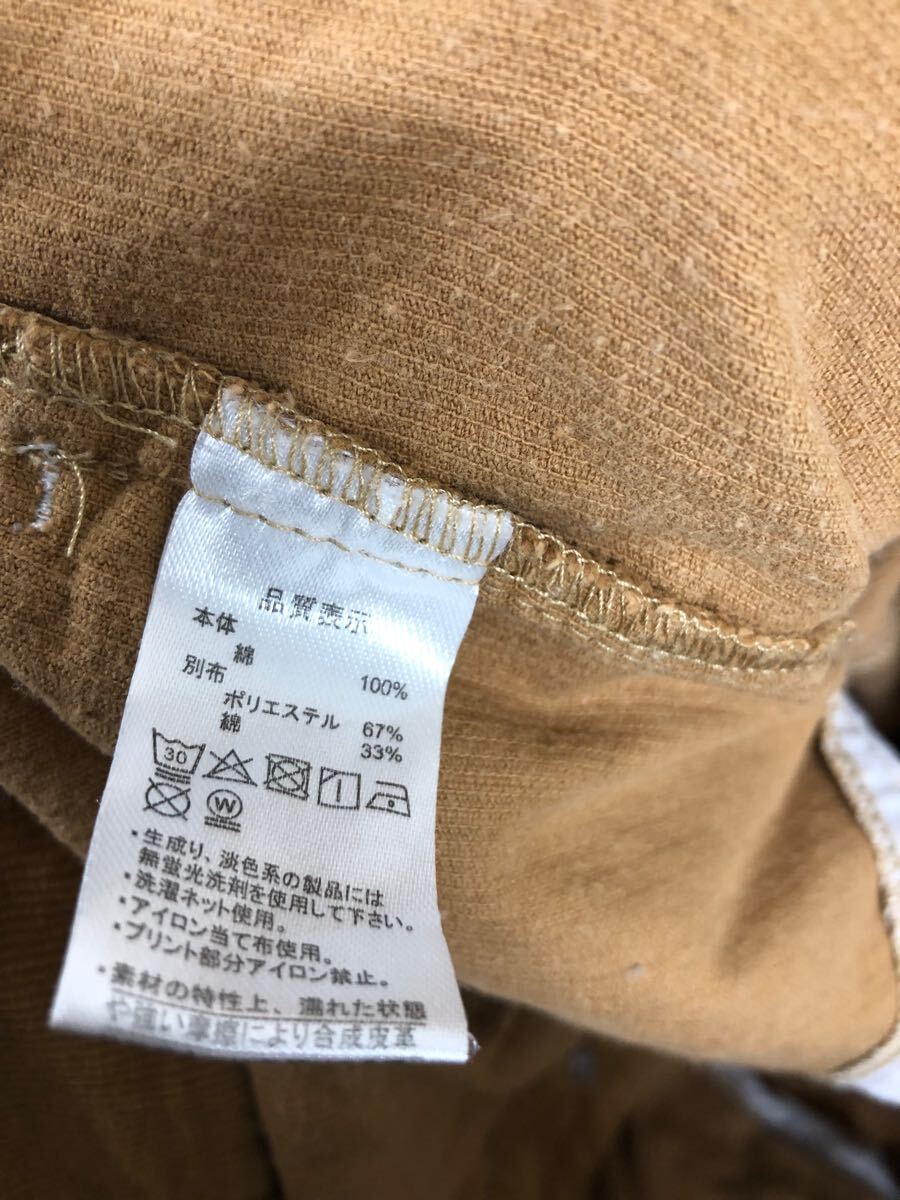 品質表示
本体
綿 100%
別布
ポリエステル 67%
綿 33%
30
W
・生成り、淡色系の製品には
無蛍光洗剤を使用して下さい。
・洗濯ネット使用。
・アイロン当て布使用。
・プリント部分アイロン禁止。
・素材の特性上、濡れた状態
や強い摩擦により合成皮革